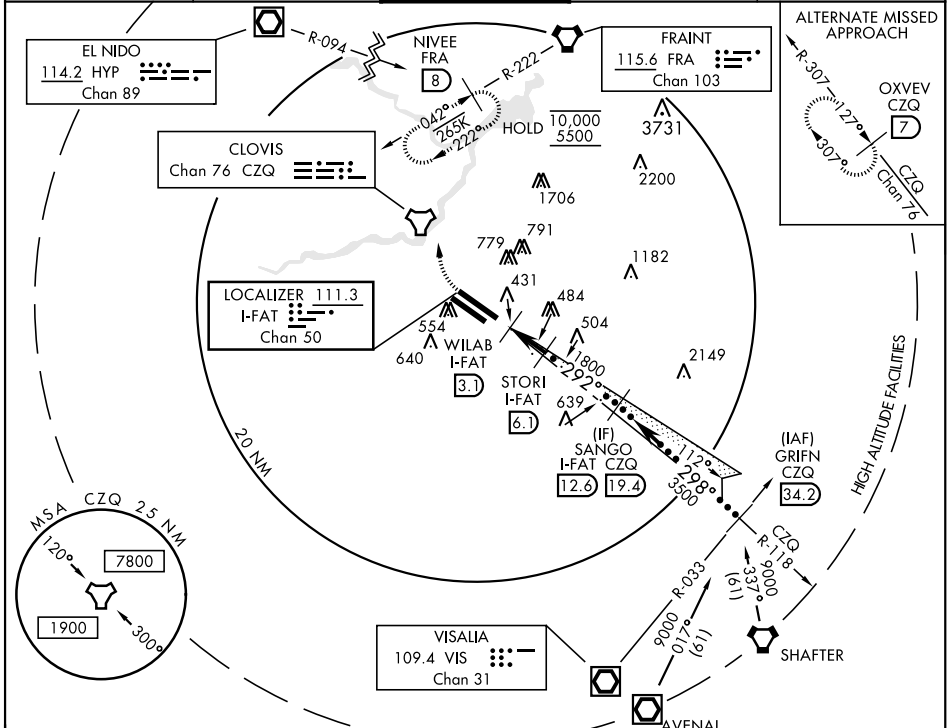 EL NIDO
114.2 HYP
Chan 89
R-094
NIVEE
FRA
8
R-222
FRAINT
115.6 FRA
Chan 103
ALTERNATE MISSED
APPROACH
R-307
127°
307°
OXVEV
CZQ
7
CZQ
Chan 76
042°
265K
222°
HOLD
10,000
5500
3731
2200
1706
CLOVIS
Chan 76 CZQ
791
779
1182
431
484
504
LOCALIZER 111.3
I-FAT
Chan 50
554
640
WILAB
I-FAT
3.1
STORI
I-FAT
6.1
1800
292°
2149
639
(IF)
SANGO
I-FAT CZQ
12.6 19.4
112°
298°
3500
(IAF)
GRIFN
CZQ
34.2
20 NM
HIGH ALTITUDE FACILITIES
MSA CZQ 25 NM
120°
7800
1900
300°
CZQ
R-118
R-033
9000
337°
(61)
9000
017°
(61)
VISALIA
109.4 VIS
Chan 31
SHAFTER
AVENAL